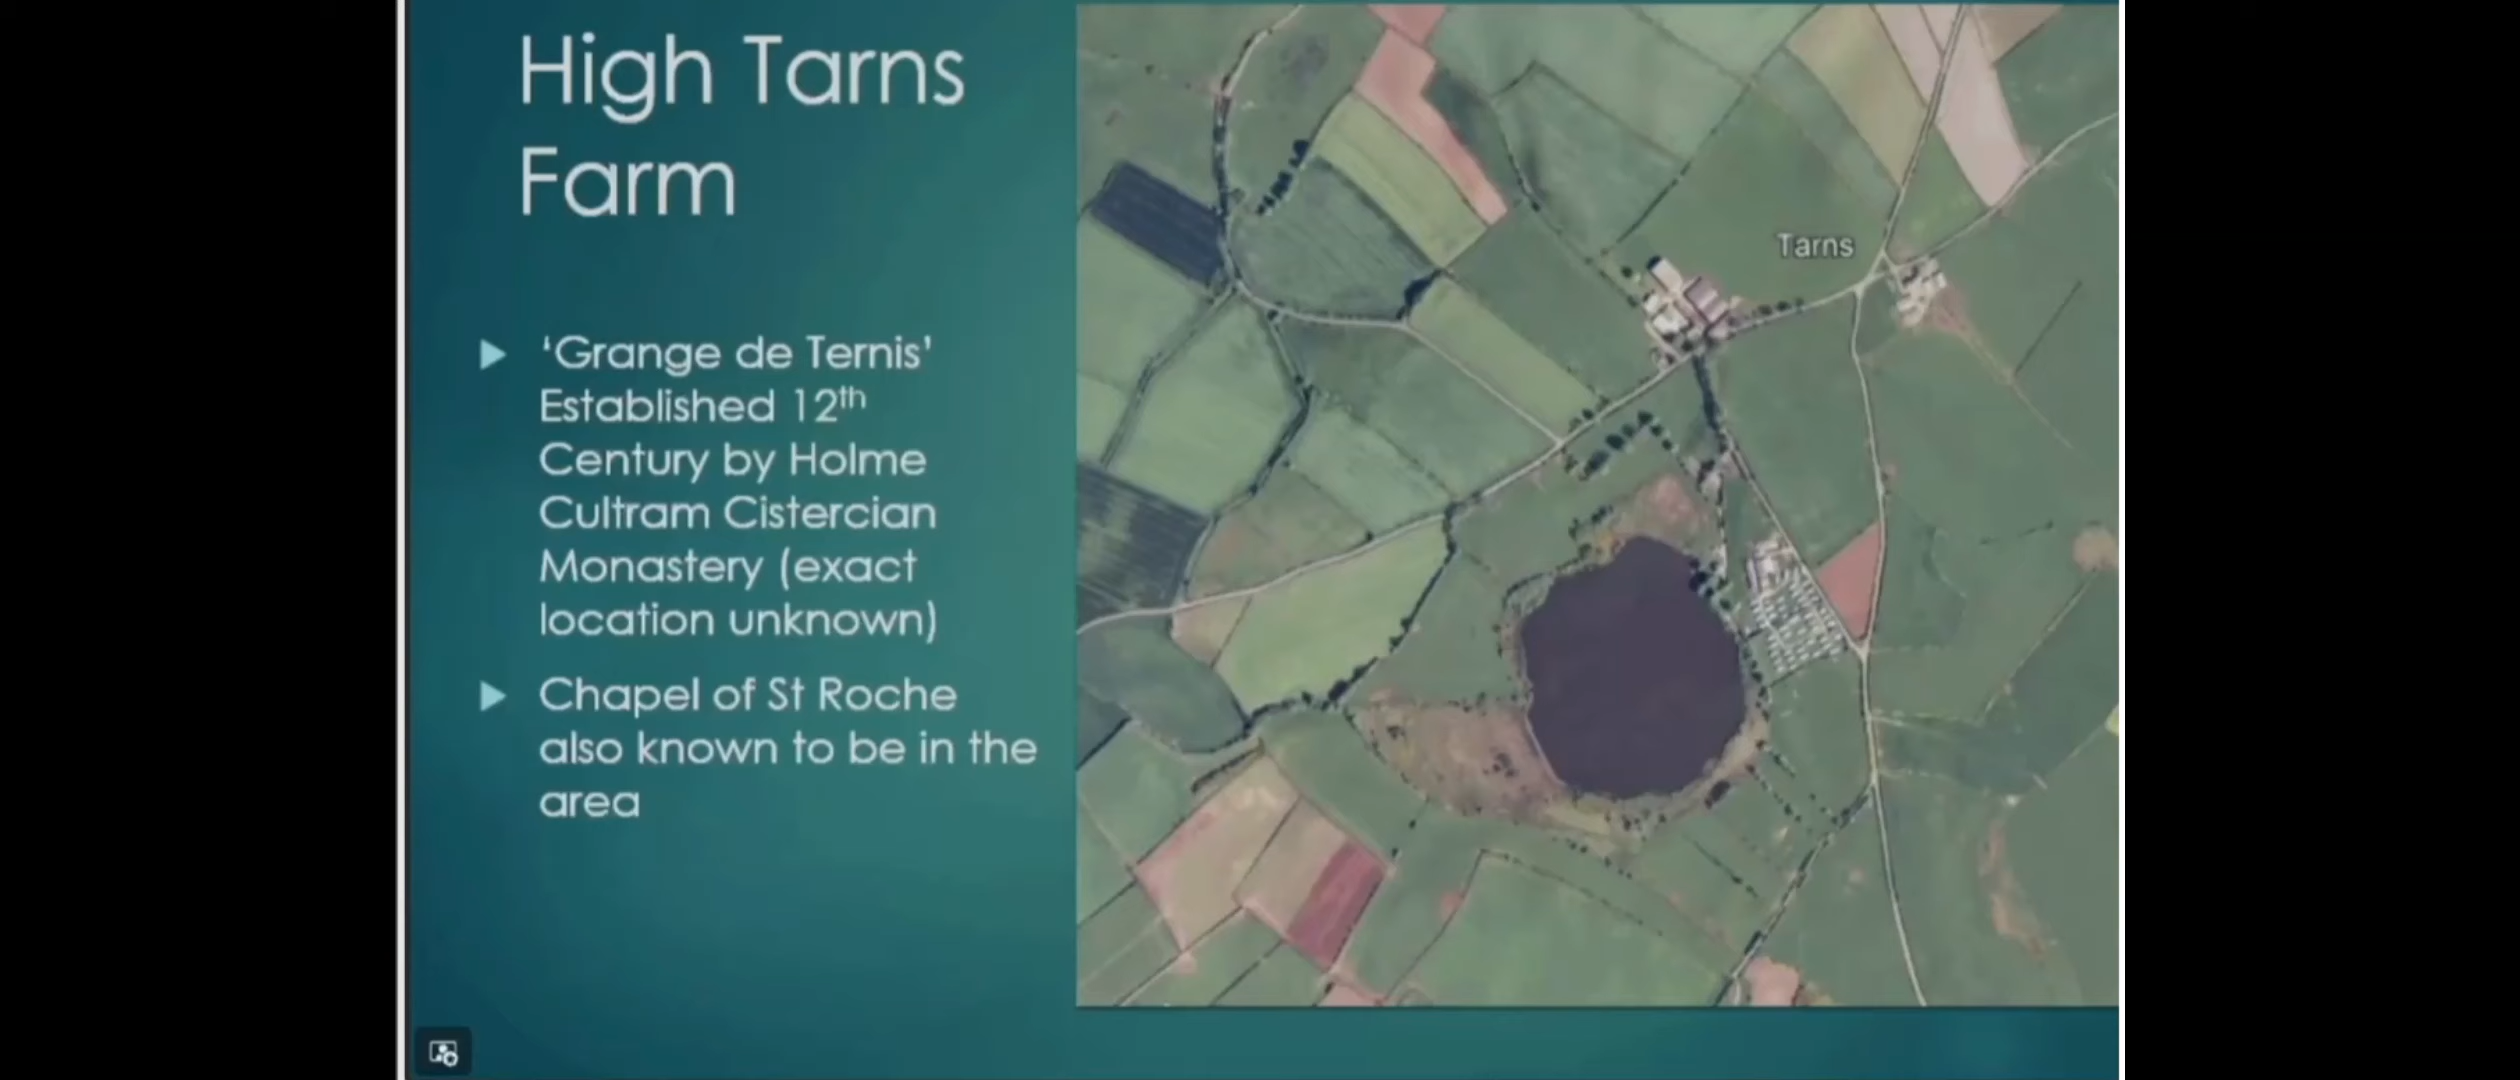 High Tarns
Farm
‘Grange de Ternis’
Established 12th
Century by Holme
Cultram Cistercian
Monastery (exact
location unknown)
Chapel of St Roche
also known to be in the
area
Tarns